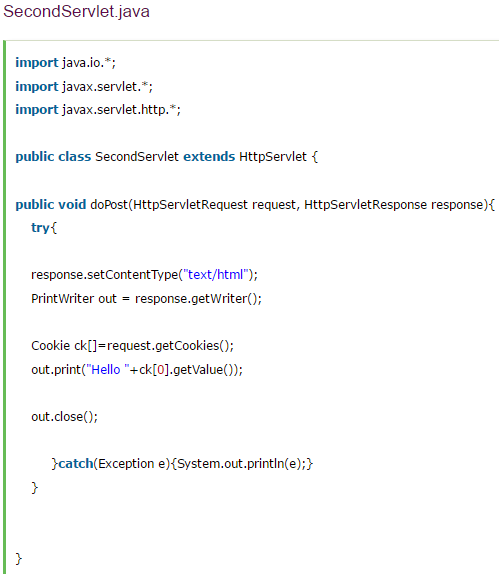 SecondServlet.java
import java.io.*;
import javax.servlet.*;
import javax.servlet.http.*;
public class SecondServlet extends HttpServlet {
public void doPost(HttpServletRequest request, HttpServletResponse response){
try{
response.setContentType("text/html");
PrintWriter out = response.getWriter();
Cookie ck[]=request.getCookies();
out.print("Hello "+ck[0].getValue());
out.close();
}catch(Exception e){System.out.println(e);}
}
}